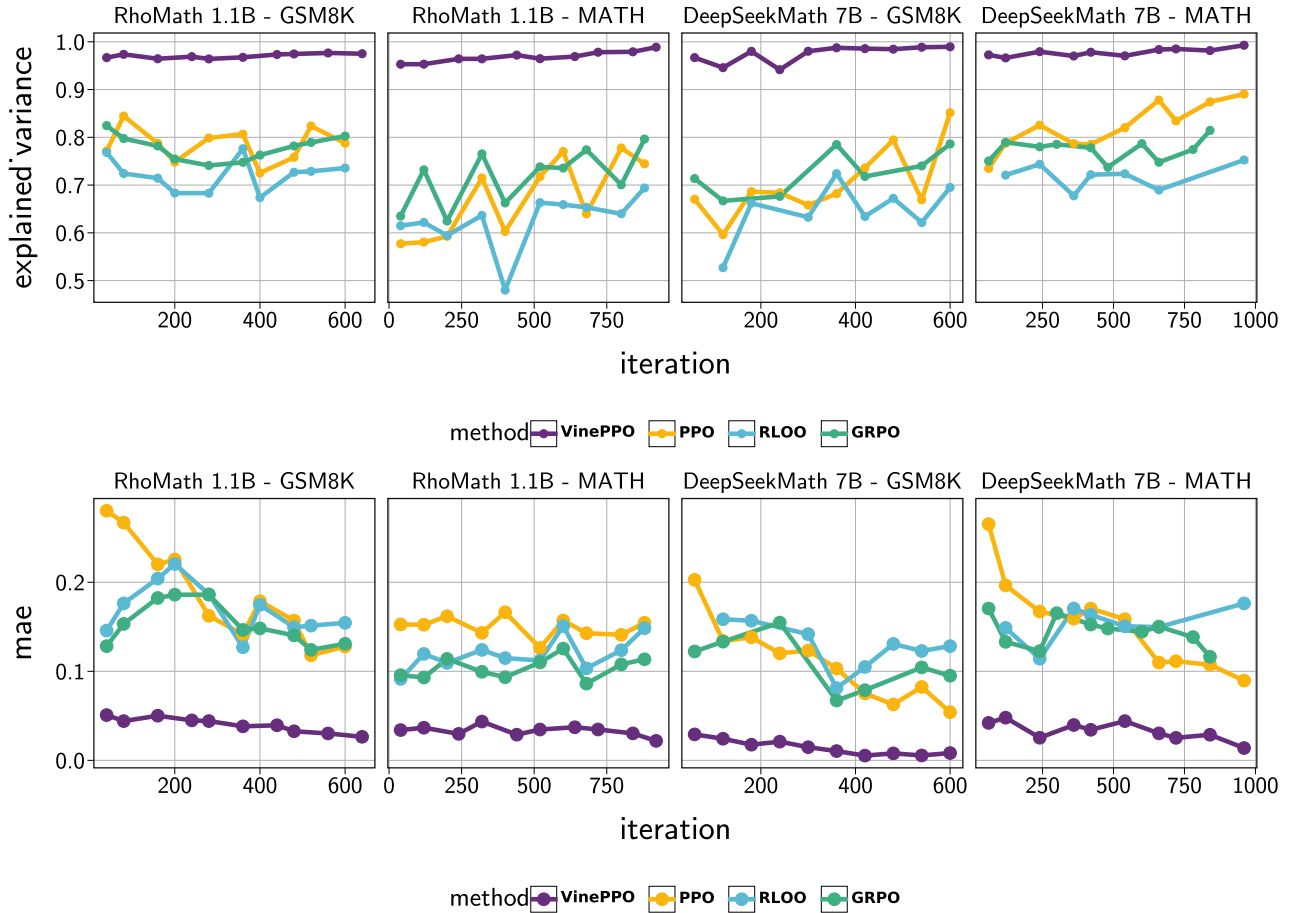 RhoMath 1.1B - GSM8K RhoMath 1.1B - MATH DeepSeekMath 7B - GSM8K DeepSeekMath 7B - MATH
explained variance
1.0
0.9
0.8
0.7
0.6
0.5
200 400 600 0 250 500 750 200 400 600 250 500 750 1000
iteration
method VinePPO PPO RLOO GRPO
RhoMath 1.1B - GSM8K RhoMath 1.1B - MATH DeepSeekMath 7B - GSM8K DeepSeekMath 7B - MATH
mae
0.2
0.1
0.0
200 400 600 0 250 500 750 200 400 600 250 500 750 1000
iteration
method VinePPO PPO RLOO GRPO